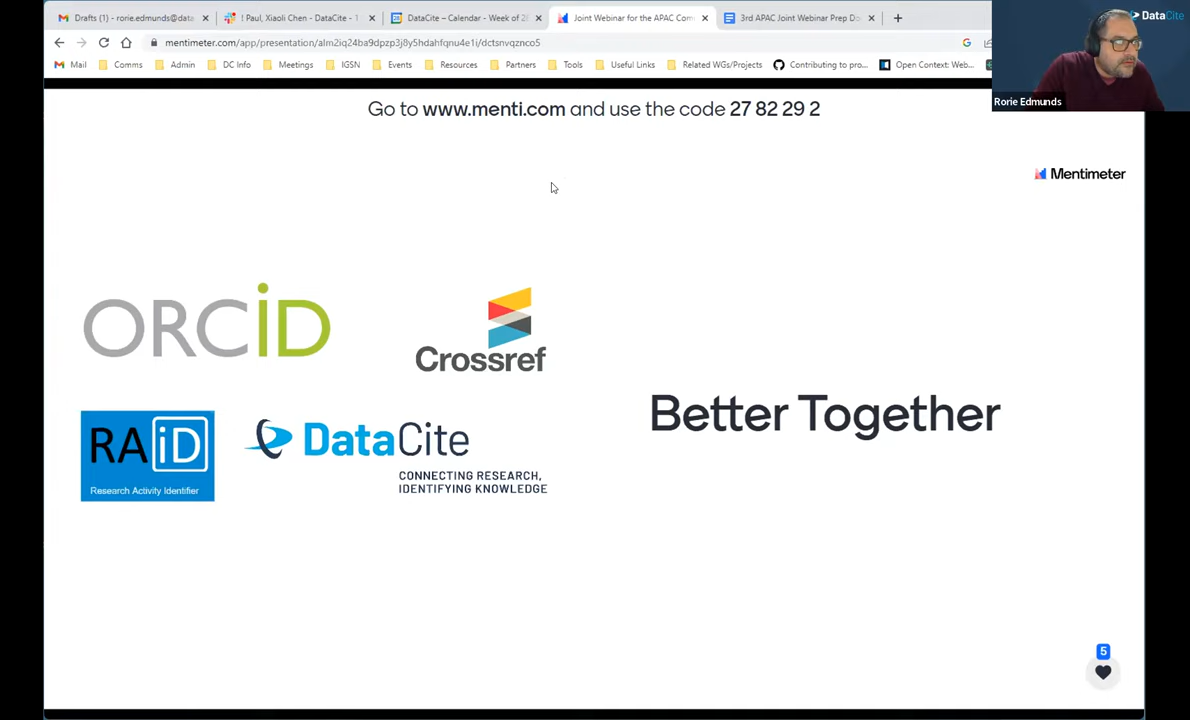 Drafts (1) - rorie.edmunds@data
! Paul, Xiaoli Chen - DataCite - 1
DataCite – Calendar - Week of 28
Joint Webinar for the APAC Com
3rd APAC Joint Webinar Prep Do
mentimeter.com/app/presentation/alm2iq24ba9dpzp3j8y5hdahfqnu4e1i/dctsnvqznco5
Mail
Comms
Admin
DC Info
Meetings
IGSN
Events
Resources
Partners
Tools
Useful Links
Related WGs/Projects
Contributing to pro...
Open Context: Web...
DataCite
Rorie Edmunds
Go to www.menti.com and use the code 27 82 29 2
Mentimeter
ORCiD
Crossref
RAiD
Research Activity Identifier
DataCite
CONNECTING RESEARCH,
IDENTIFYING KNOWLEDGE
Better Together
5